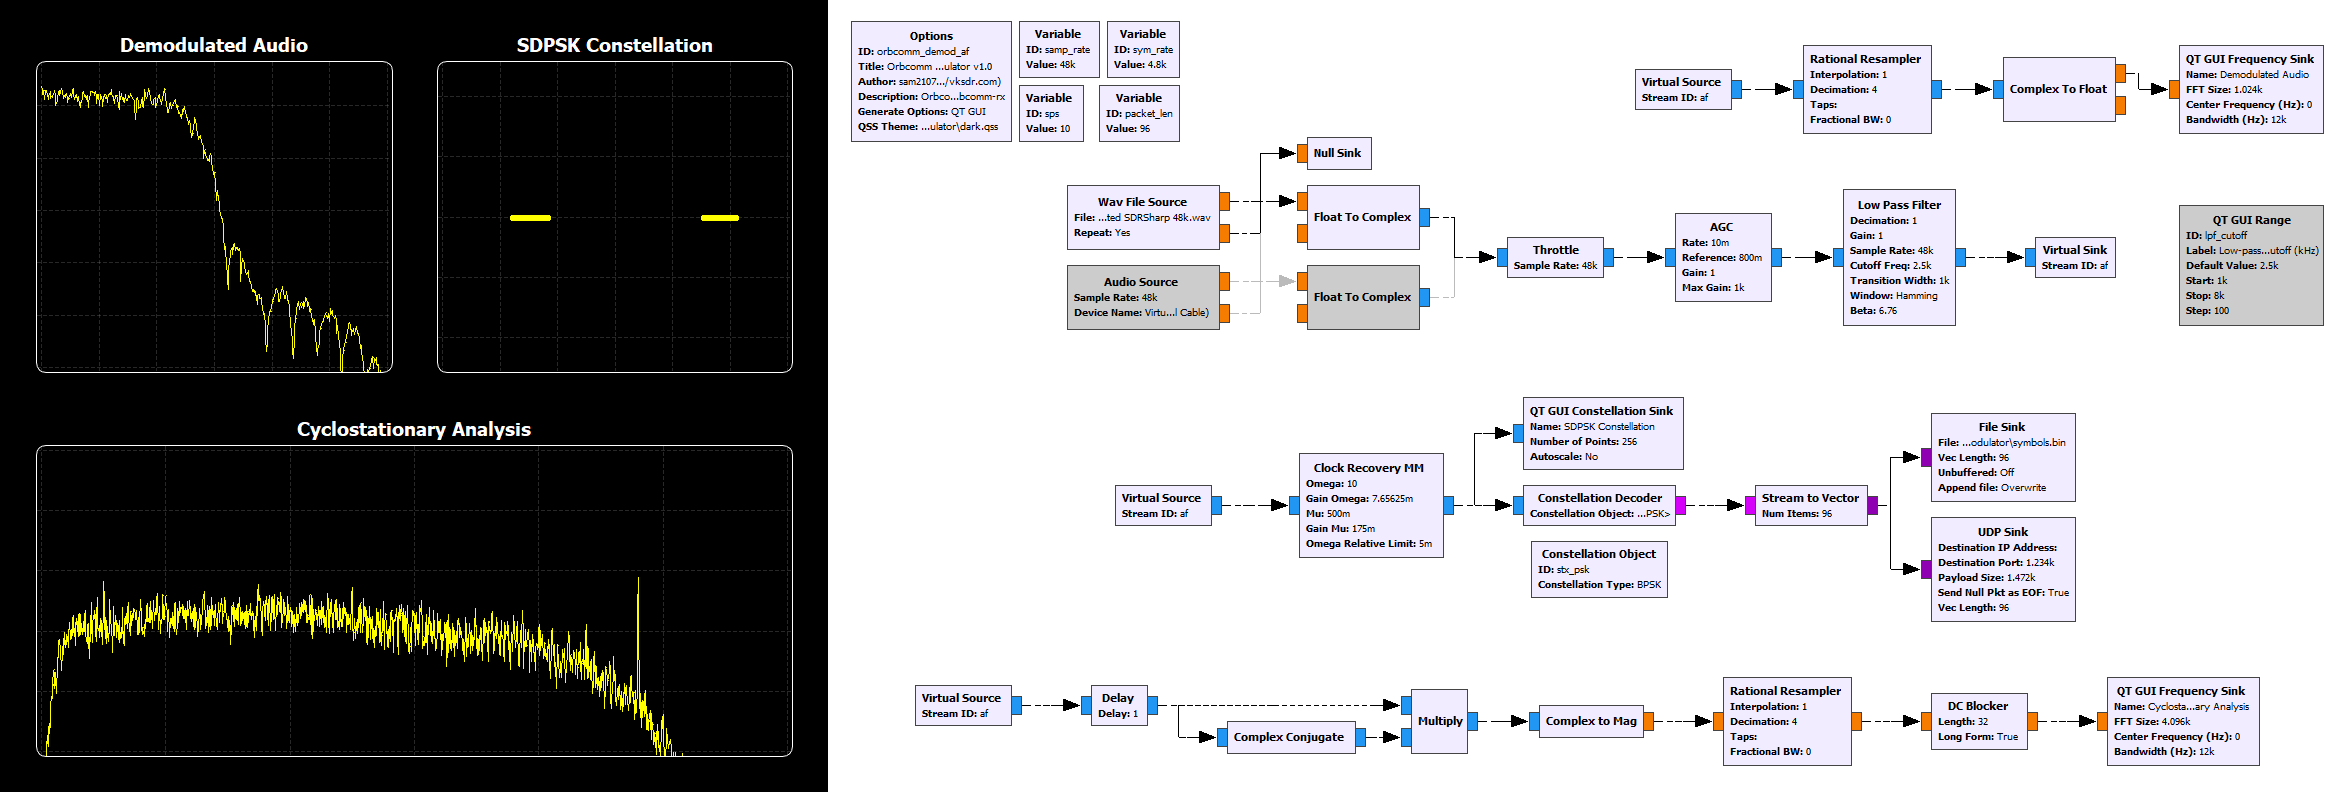 Demodulated Audio
SDPSK Constellation
Cyclostationary Analysis
Options
ID: orbcomm_demod_af
Title: Orbcomm ...ulator v1.0
Author: sam2107.../vksdr.com)
Description: Orbco...bcomm-rx
Generate Options: QT GUI
QSS Theme: ...ulator\dark.qss
Variable
ID: samp_rate
Value: 48k
Variable
ID: sym_rate
Value: 4.8k
Variable
ID: sps
Value: 10
Variable
ID: packet_len
Value: 96
Virtual Source
Stream ID: af
Rational Resampler
Interpolation: 1
Decimation: 4
Taps:
Fractional BW: 0
Complex To Float
QT GUI Frequency Sink
Name: Demodulated Audio
FFT Size: 1.024k
Center Frequency (Hz): 0
Bandwidth (Hz): 12k
Null Sink
Wav File Source
File: ...ted SDRSharp 48k.wav
Repeat: Yes
Float To Complex
Audio Source
Sample Rate: 48k
Device Name: Virtu...l Cable)
Float To Complex
Throttle
Sample Rate: 48k
AGC
Rate: 10m
Reference: 800m
Gain: 1
Max Gain: 1k
Low Pass Filter
Decimation: 1
Gain: 1
Sample Rate: 48k
Cutoff Freq: 2.5k
Transition Width: 1k
Window: Hamming
Beta: 6.76
Virtual Sink
Stream ID: af
QT GUI Range
ID: lpf_cutoff
Label: Low-pass...utoff (kHz)
Default Value: 2.5k
Start: 1k
Stop: 8k
Step: 100
Virtual Source
Stream ID: af
Clock Recovery MM
Omega: 10
Gain Omega: 7.65625m
Mu: 500m
Gain Mu: 175m
Omega Relative Limit: 5m
QT GUI Constellation Sink
Name: SDPSK Constellation
Number of Points: 256
Autoscale: No
Constellation Decoder
Constellation Object: ...PSK>
Constellation Object
ID: stx_psk
Constellation Type: BPSK
Stream to Vector
Num Items: 96
File Sink
File: ...odulator\symbols.bin
Vec Length: 96
Unbuffered: Off
Append file: Overwrite
UDP Sink
Destination IP Address:
Destination Port: 1.234k
Payload Size: 1.472k
Send Null Pkt as EOF: True
Vec Length: 96
Virtual Source
Stream ID: af
Delay
Delay: 1
Complex Conjugate
Multiply
Complex to Mag
Rational Resampler
Interpolation: 1
Decimation: 4
Taps:
Fractional BW: 0
DC Blocker
Length: 32
Long Form: True
QT GUI Frequency Sink
Name: Cyclosta...ary Analysis
FFT Size: 4.096k
Center Frequency (Hz): 0
Bandwidth (Hz): 12k